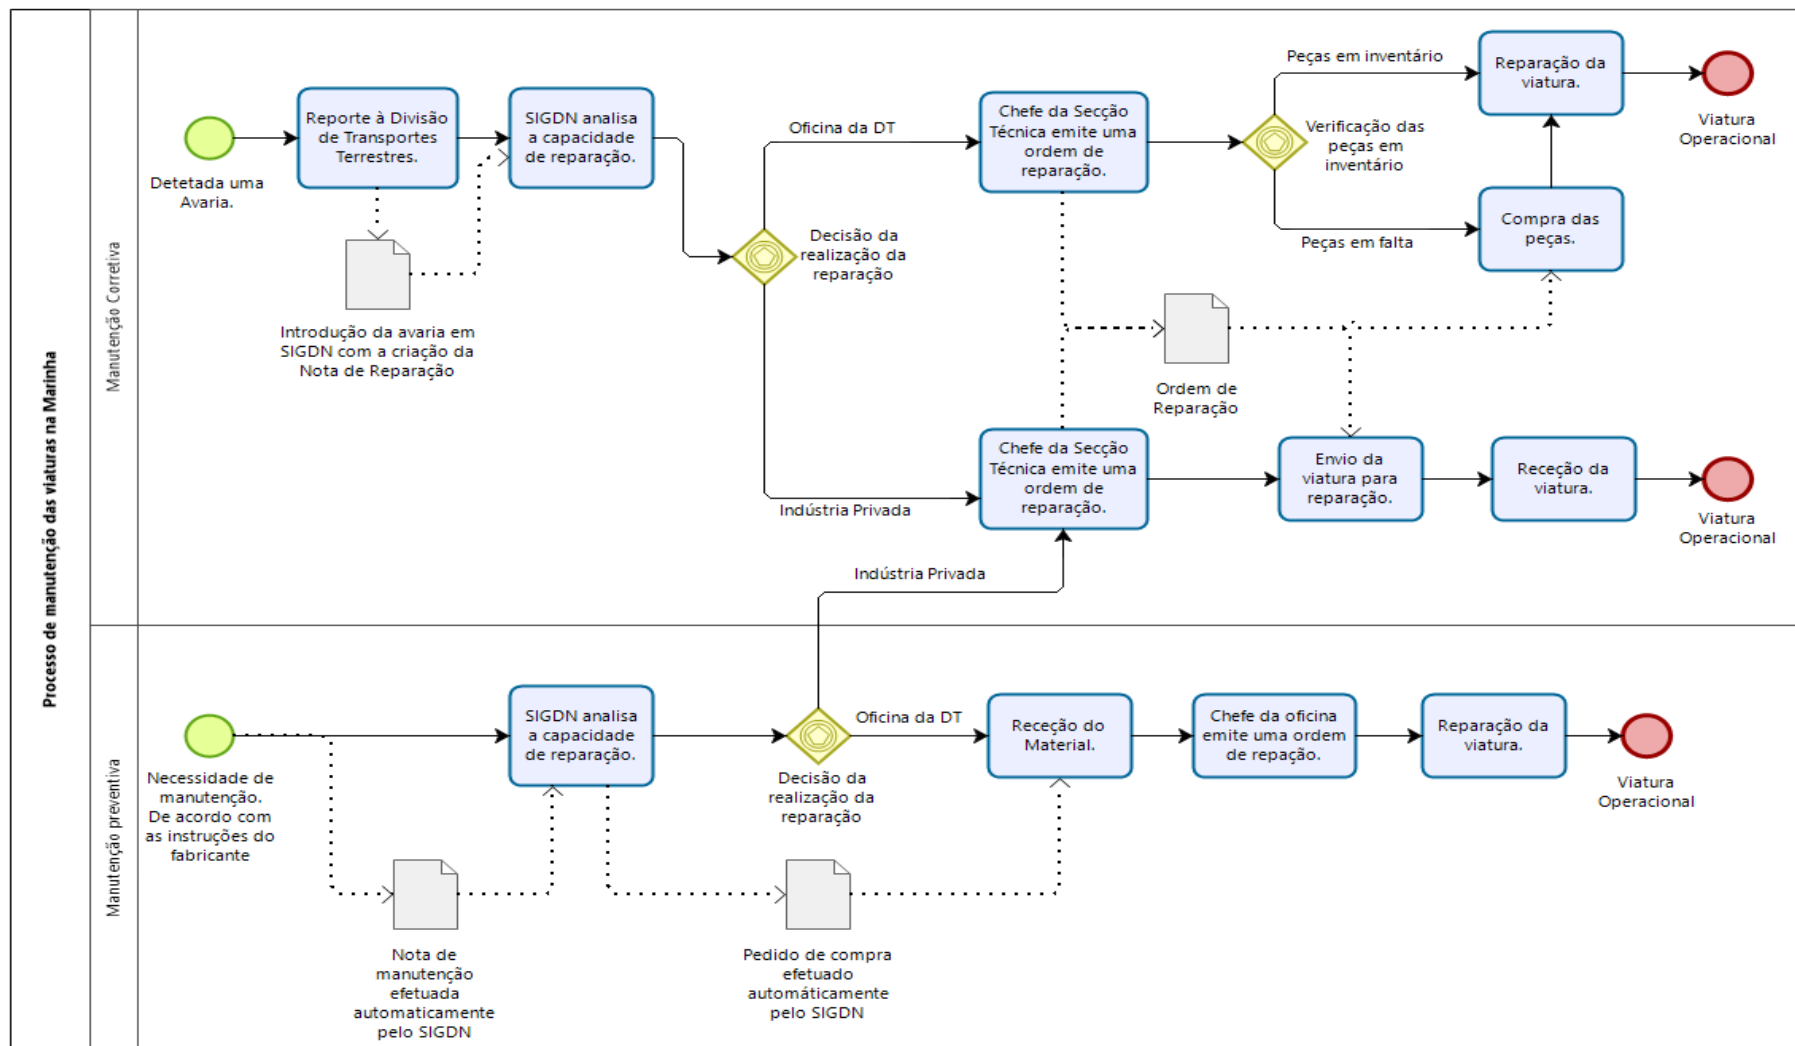 Processo de manutenção das viaturas na Marinha
Manutenção Corretiva
Detetada uma
Avaria.
Reporte à Divisão
de Transportes
Terrestres.
Introdução da avaria em
SIGDN com a criação da
Nota de Reparação
SIGDN analisa
a capacidade
de reparação.
Decisão da
realização da
reparação
Oficina da DT
Indústria Privada
Chefe da Secção
Técnica emite uma
ordem de
reparação.
Verificação das
peças em
inventário
Peças em inventário
Peças em falta
Reparação da
viatura.
Compra das
peças.
Viatura
Operacional
Ordem de
Reparação
Chefe da Secção
Técnica emite uma
ordem de
reparação.
Envio da
viatura para
reparação.
Receção da
viatura.
Viatura
Operacional
Indústria Privada
Manutenção preventiva
Necessidade de
manutenção.
De acordo com
as instruções do
fabricante
Nota de
manutenção
efetuada
automaticamente
pelo SIGDN
SIGDN analisa
a capacidade
de reparação.
Pedido de compra
efetuado
automáticamente
pelo SIGDN
Decisão da
realização da
reparação
Oficina da DT
Receção do
Material.
Chefe da oficina
emite uma ordem
de repação.
Reparação da
viatura.
Viatura
Operacional